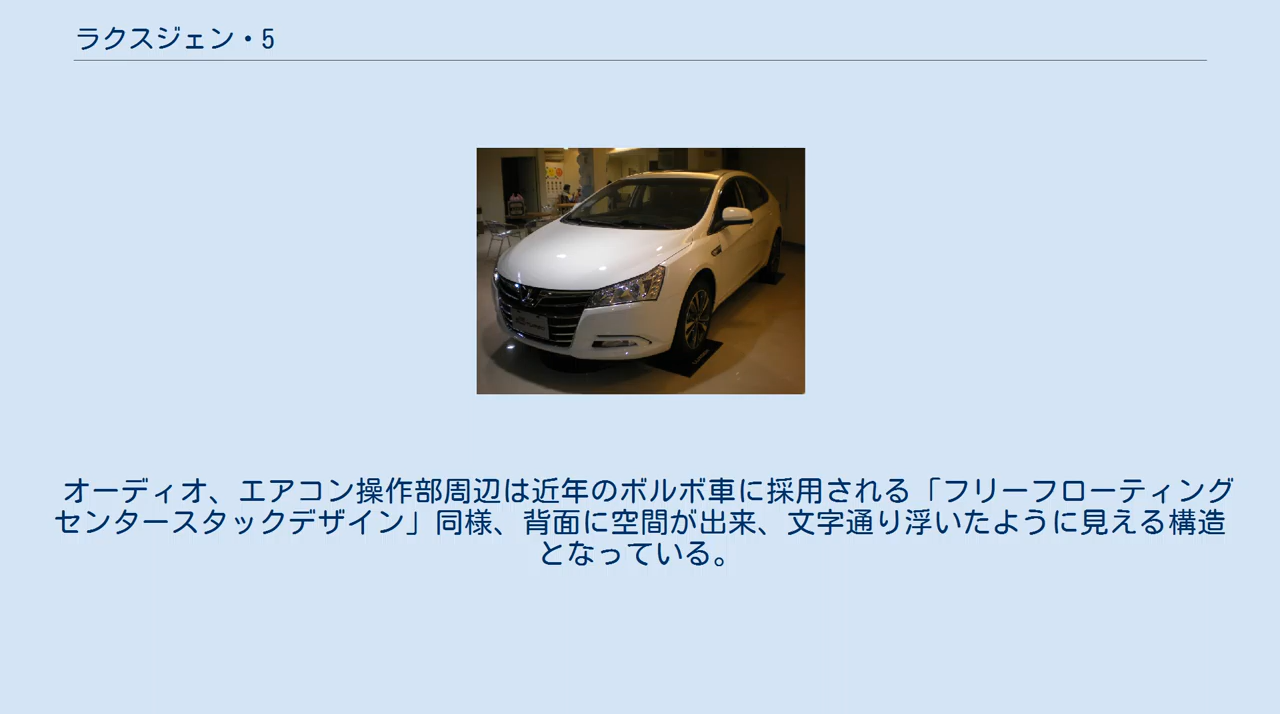 ラクスジェン・5
オーディオ、エアコン操作部周辺は近年のボルボ車に採用される「フリーフローティング
センタースタックデザイン」同様、背面に空間が出来、文字通り浮いたように見える構造
となっている。